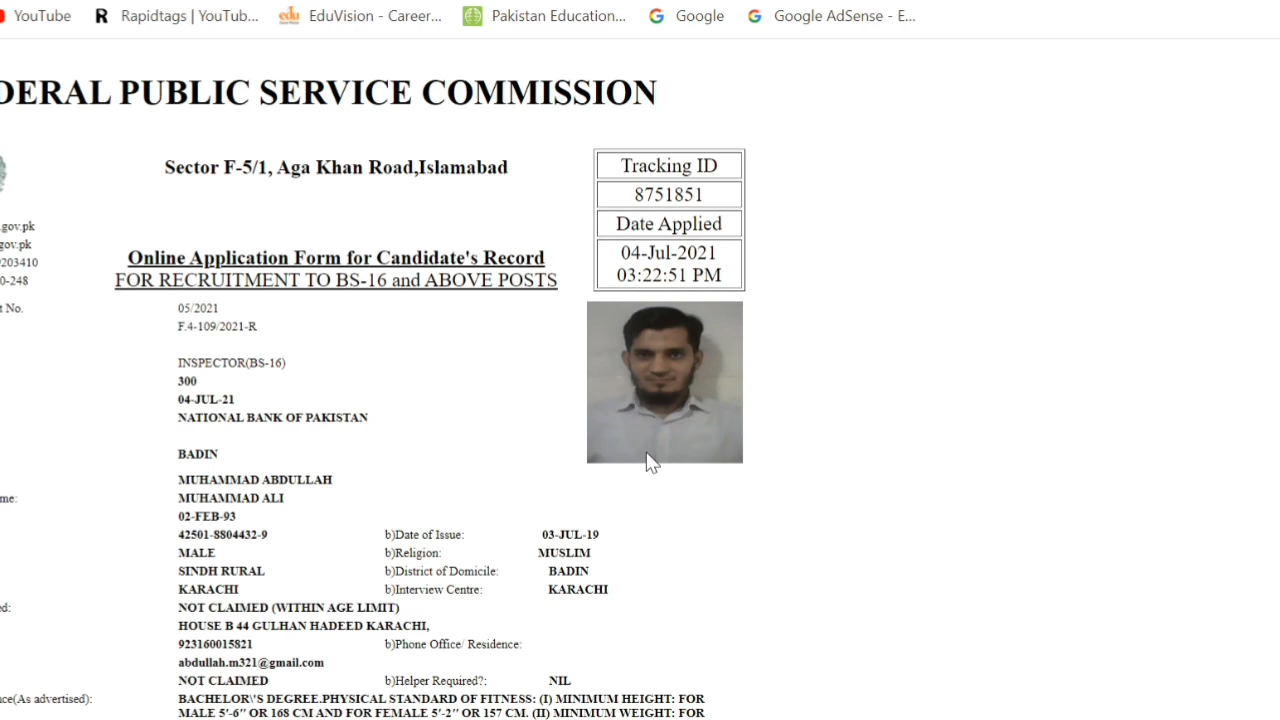 YouTube
Rapidtags | YouTub...
edu EduVision - Career...
Pakistan Education...
Google
Google AdSense - E...
DERAL PUBLIC SERVICE COMMISSION
Sector F-5/1, Aga Khan Road,Islamabad
Tracking ID
8751851
Date Applied
04-Jul-2021
03:22:51 PM
.gov.pk
gov.pk
203410
0-248
Online Application Form for Candidate's Record
FOR RECRUITMENT TO BS-16 and ABOVE POSTS
t No. 05/2021
F.4-109/2021-R
INSPECTOR(BS-16)
300
04-JUL-21
NATIONAL BANK OF PAKISTAN
BADIN
MUHAMMAD ABDULLAH
me: MUHAMMAD ALI
02-FEB-93
42501-8804432-9 b)Date of Issue: 03-JUL-19
MALE b)Religion: MUSLIM
SINDH RURAL b)District of Domicile: BADIN
KARACHI b)Interview Centre: KARACHI
ed: NOT CLAIMED (WITHIN AGE LIMIT)
HOUSE B 44 GULHAN HADEED KARACHI,
923160015821 b)Phone Office/ Residence:
abdullah.m321@gmail.com
NOT CLAIMED b)Helper Required?: NIL
ce(As advertised): BACHELOR\'S DEGREE.PHYSICAL STANDARD OF FITNESS: (I) MINIMUM HEIGHT: FOR
MALE 5'-6" OR 168 CM AND FOR FEMALE 5'-2" OR 157 CM. (II) MINIMUM WEIGHT: FOR